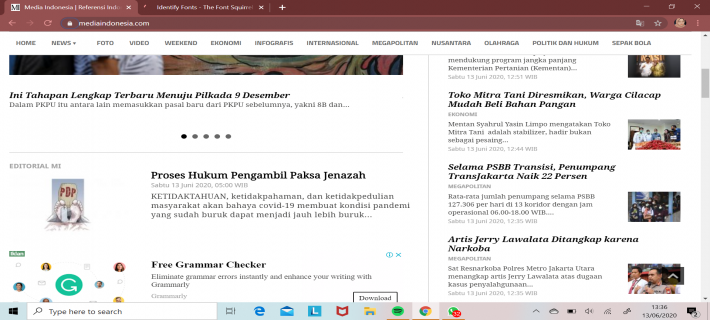 Media Indonesia | Referensi Indo
Identify Fonts - The Font Squirrel
mediaindonesia.com
HOME NEWS FOTO VIDEO WEEKEND EKONOMI INFOGRAFIS INTERNASIONAL MEGAPOLITAN NUSANTARA OLAHRAGA POLITIK DAN HUKUM SEPAK BOLA
Ini Tahapan Lengkap Terbaru Menuju Pilkada 9 Desember
Dalam PKPU itu antara lain memasukkan pasal baru dari PKPU sebelumnya, yakni 8B dan...
EDITORIAL MI
PDP
Proses Hukum Pengambil Paksa Jenazah
Sabtu 13 Juni 2020, 05:00 WIB
KETIDAKTAHUAN, ketidakpahaman, dan ketidakpedulian
masyarakat akan bahaya covid-19 membuat kondisi pandemi
yang sudah buruk dapat menjadi jauh lebih buruk...
Iklan
Free Grammar Checker
Eliminate grammar errors instantly and enhance your writing with
Grammarly
Grammarly
Download
mendukung program jangka panjang
Kementerian Pertanian (Kementan)...
Sabtu 13 Juni 2020, 12:51 WIB
Toko Mitra Tani Diresmikan, Warga Cilacap
Mudah Beli Bahan Pangan
EKONOMI
Mentan Syahrul Yasin Limpo mengatakan Toko
Mitra Tani adalah stabilizer, hadir bukan
sebagai pesaing...
Sabtu 13 Juni 2020, 12:44 WIB
Selama PSBB Transisi, Penumpang
TransJakarta Naik 22 Persen
MEGAPOLITAN
Rata-rata jumlah penumpang selama PSBB
127.306 per hari di 13 koridor dengan jam
operasional 06.00-18.00 WIB....
Sabtu 13 Juni 2020, 12:35 WIB
Artis Jerry Lawalata Ditangkap karena
Narkoba
MEGAPOLITAN
Sat Resnarkoba Polres Metro Jakarta Utara
menangkap artis Jerry Lawalata atas dugaan
kasus penyalahgunaan...
Sabtu 13 Juni 2020, 12:35 WIB
Type here to search
13:36
13/06/2020